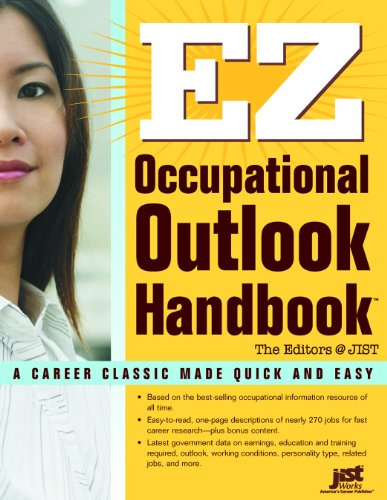 EZ
Occupational
Outlook
Handbook™
The Editors @ JIST
A CAREER CLASSIC MADE QUICK AND EASY
• Based on the best-selling occupational information resource of
all time.
• Easy-to-read, one-page descriptions of nearly 270 jobs for fast
career research—plus bonus content.
• Latest government data on earnings, education and training
required, outlook, working conditions, personality type, related
jobs, and more.
jist
Works
America's Career Publisher™